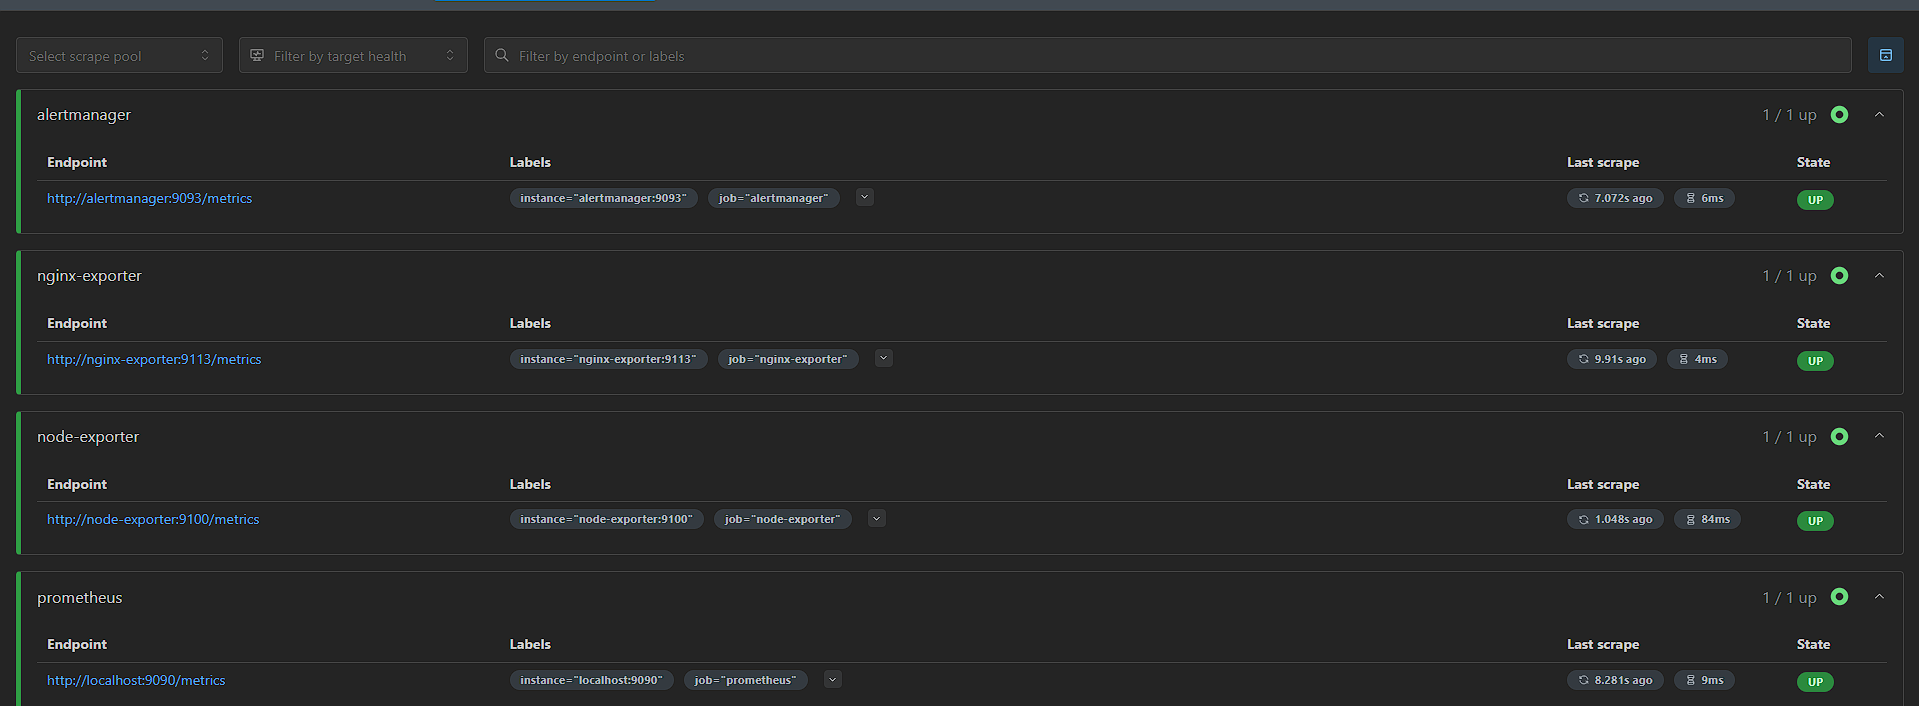 Select scrape pool Filter by target health Filter by endpoint or labels
alertmanager 1 / 1 up
Endpoint Labels Last scrape State
http://alertmanager:9093/metrics instance="alertmanager:9093" job="alertmanager" 7.072s ago 6ms UP
nginx-exporter 1 / 1 up
Endpoint Labels Last scrape State
http://nginx-exporter:9113/metrics instance="nginx-exporter:9113" job="nginx-exporter" 9.91s ago 4ms UP
node-exporter 1 / 1 up
Endpoint Labels Last scrape State
http://node-exporter:9100/metrics instance="node-exporter:9100" job="node-exporter" 1.048s ago 84ms UP
prometheus 1 / 1 up
Endpoint Labels Last scrape State
http://localhost:9090/metrics instance="localhost:9090" job="prometheus" 8.281s ago 9ms UP